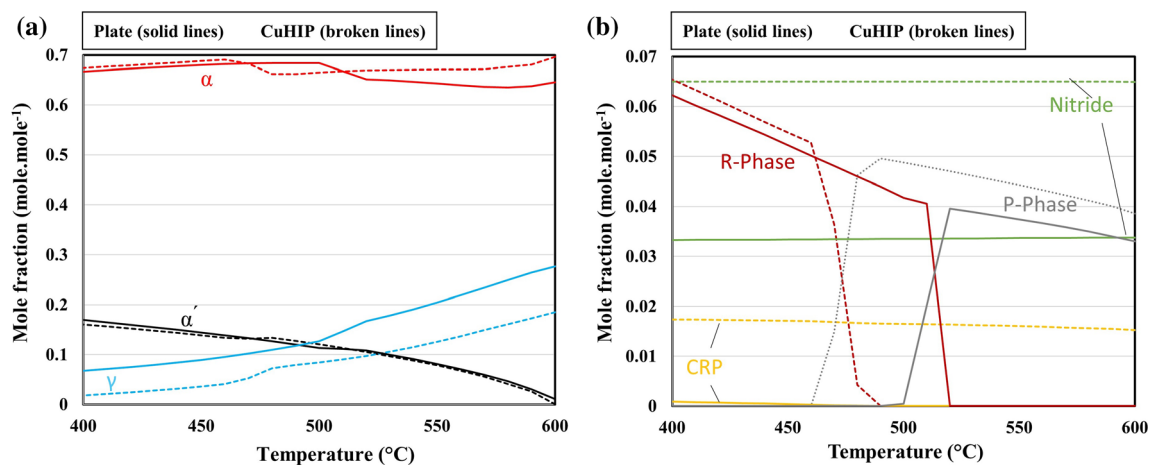 (a)
Plate (solid lines) CuHIP (broken lines)
0.7
0.6
0.5
0.4
0.3
0.2
0.1
0
Mole fraction (mole.mole⁻¹)
α
α´
γ
400 450 500 550 600
Temperature (°C)
(b)
Plate (solid lines) CuHIP (broken lines)
0.07
0.06
0.05
0.04
0.03
0.02
0.01
0
Mole fraction (mole.mole⁻¹)
Nitride
R-Phase
P-Phase
CRP
400 450 500 550 600
Temperature (°C)